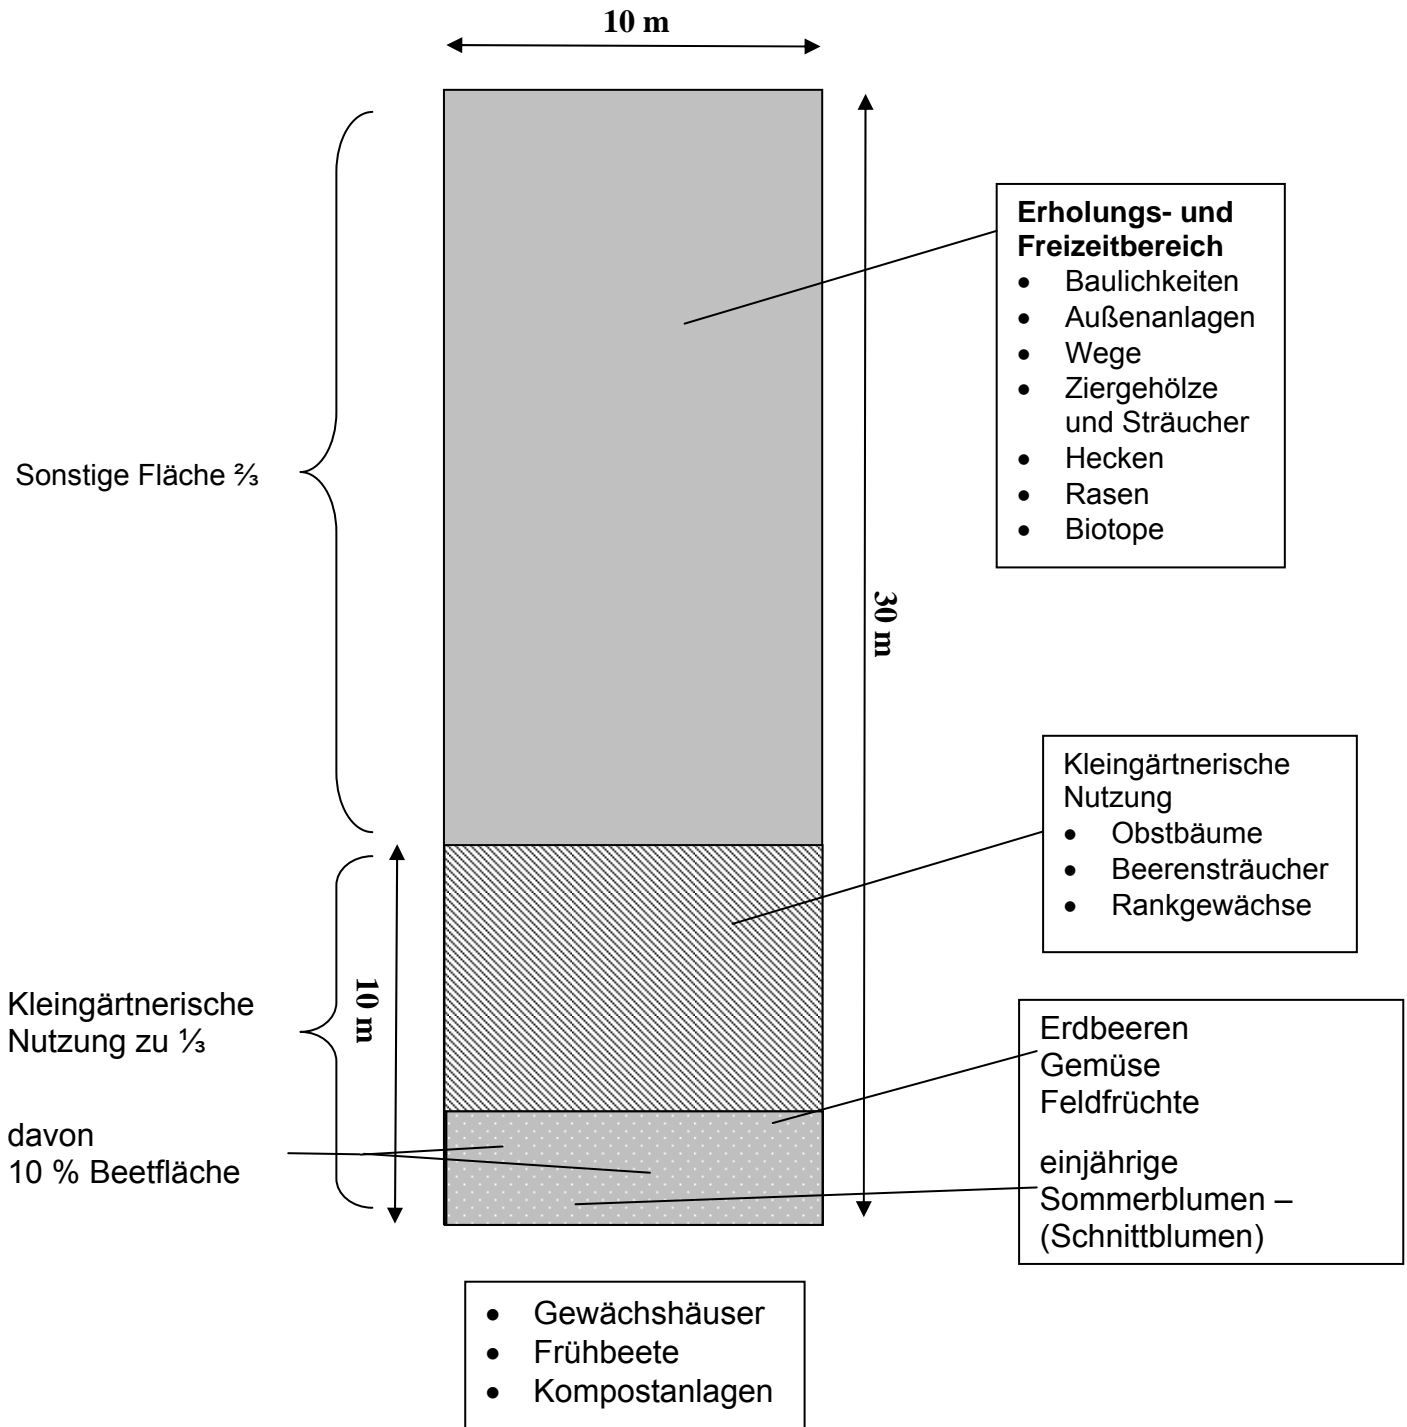 10 m
Erholungs- und
Freizeitbereich
• Baulichkeiten
• Außenanlagen
• Wege
• Ziergehölze
und Sträucher
• Hecken
• Rasen
• Biotope
Sonstige Fläche ⅔
30 m
Kleingärtnerische
Nutzung
• Obstbäume
• Beerensträucher
• Rankgewächse
Kleingärtnerische
Nutzung zu ⅓
10 m
davon
10 % Beetfläche
Erdbeeren
Gemüse
Feldfrüchte
einjährige
Sommerblumen –
(Schnittblumen)
• Gewächshäuser
• Frühbeete
• Kompostanlagen